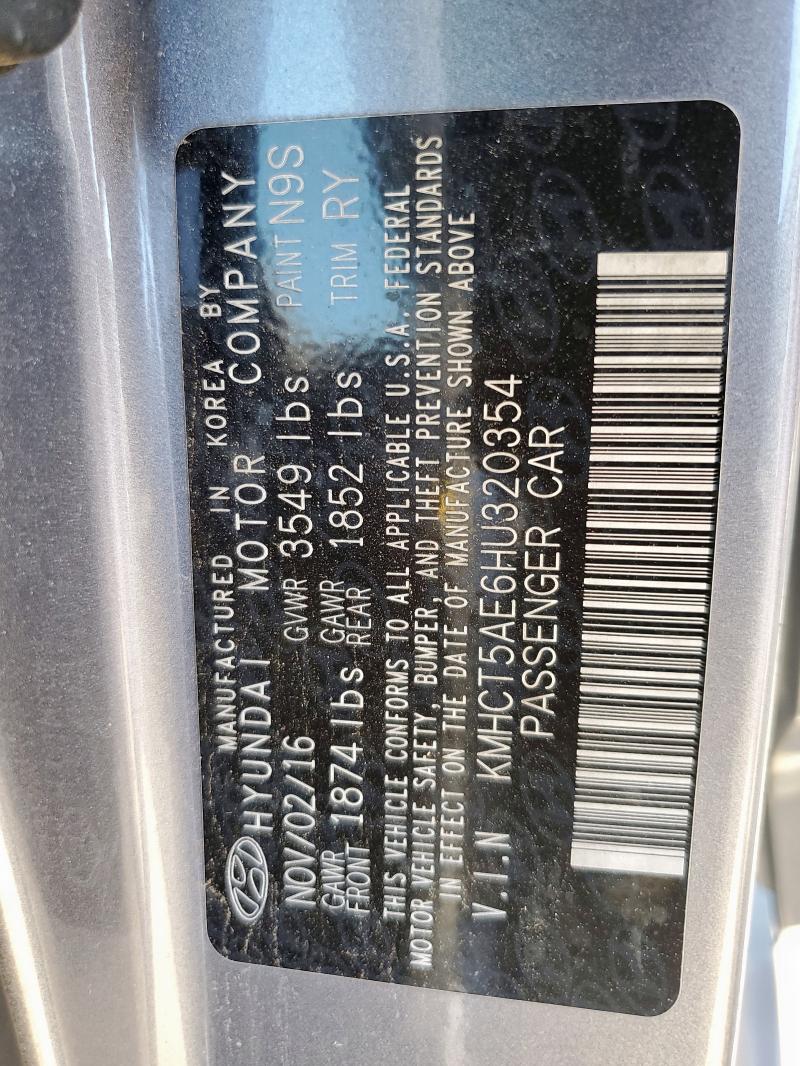 MANUFACTURED IN KOREA BY
HYUNDAI MOTOR COMPANY
NOV/02/16 GVWR 3549 lbs PAINT N9S
GAWR FRONT 1874 lbs GAWR REAR 1852 lbs TRIM RY
THIS VEHICLE CONFORMS TO ALL APPLICABLE U.S.A. FEDERAL
MOTOR VEHICLE SAFETY, BUMPER, AND THEFT PREVENTION STANDARDS
IN EFFECT ON THE DATE OF MANUFACTURE SHOWN ABOVE
V.I.N KMHCT5AE6HU320354
PASSENGER CAR